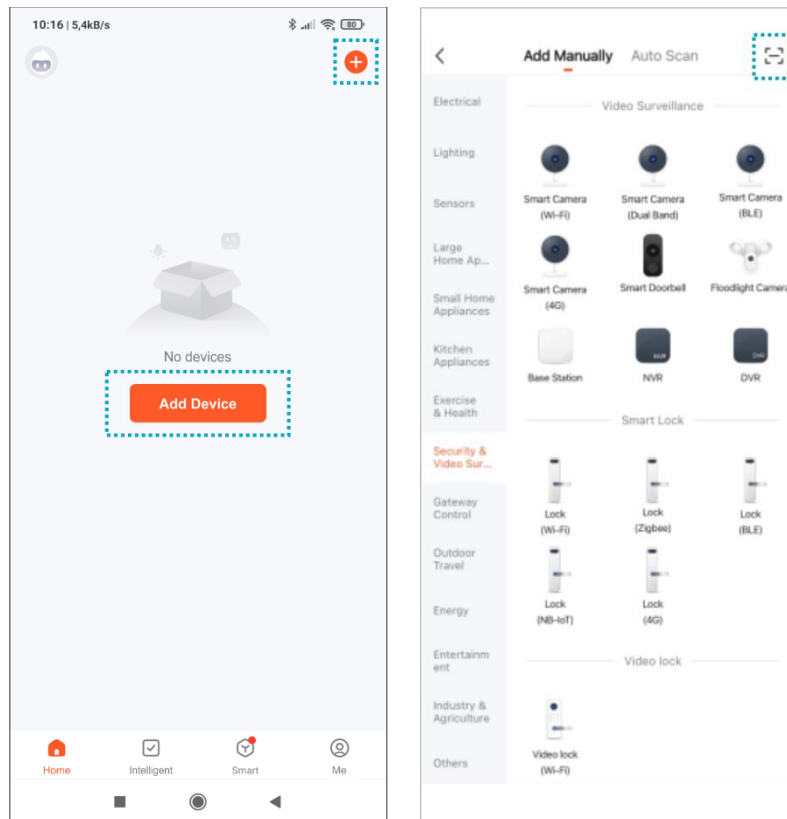 10:16 | 5,4kB/s
80
No devices
Add Device
Home
Intelligent
Smart
Me
Add Manually
Auto Scan
Electrical
Lighting
Sensors
Large
Home Ap...
Small Home
Appliances
Kitchen
Appliances
Exercise
& Health
Security &
Video Sur...
Gateway
Control
Outdoor
Travel
Energy
Entertainm
ent
Industry &
Agriculture
Others
Video Surveillance
Smart Camera
(Wi-Fi)
Smart Camera
(Dual Band)
Smart Camera
(BLE)
Smart Camera
(4G)
Smart Doorbell
Floodlight Camera
Base Station
NVR
NVR
DVR
DVR
Smart Lock
Lock
(Wi-Fi)
Lock
(Zigbee)
Lock
(BLE)
Lock
(NB-IoT)
Lock
(4G)
Video lock
Video lock
(Wi-Fi)